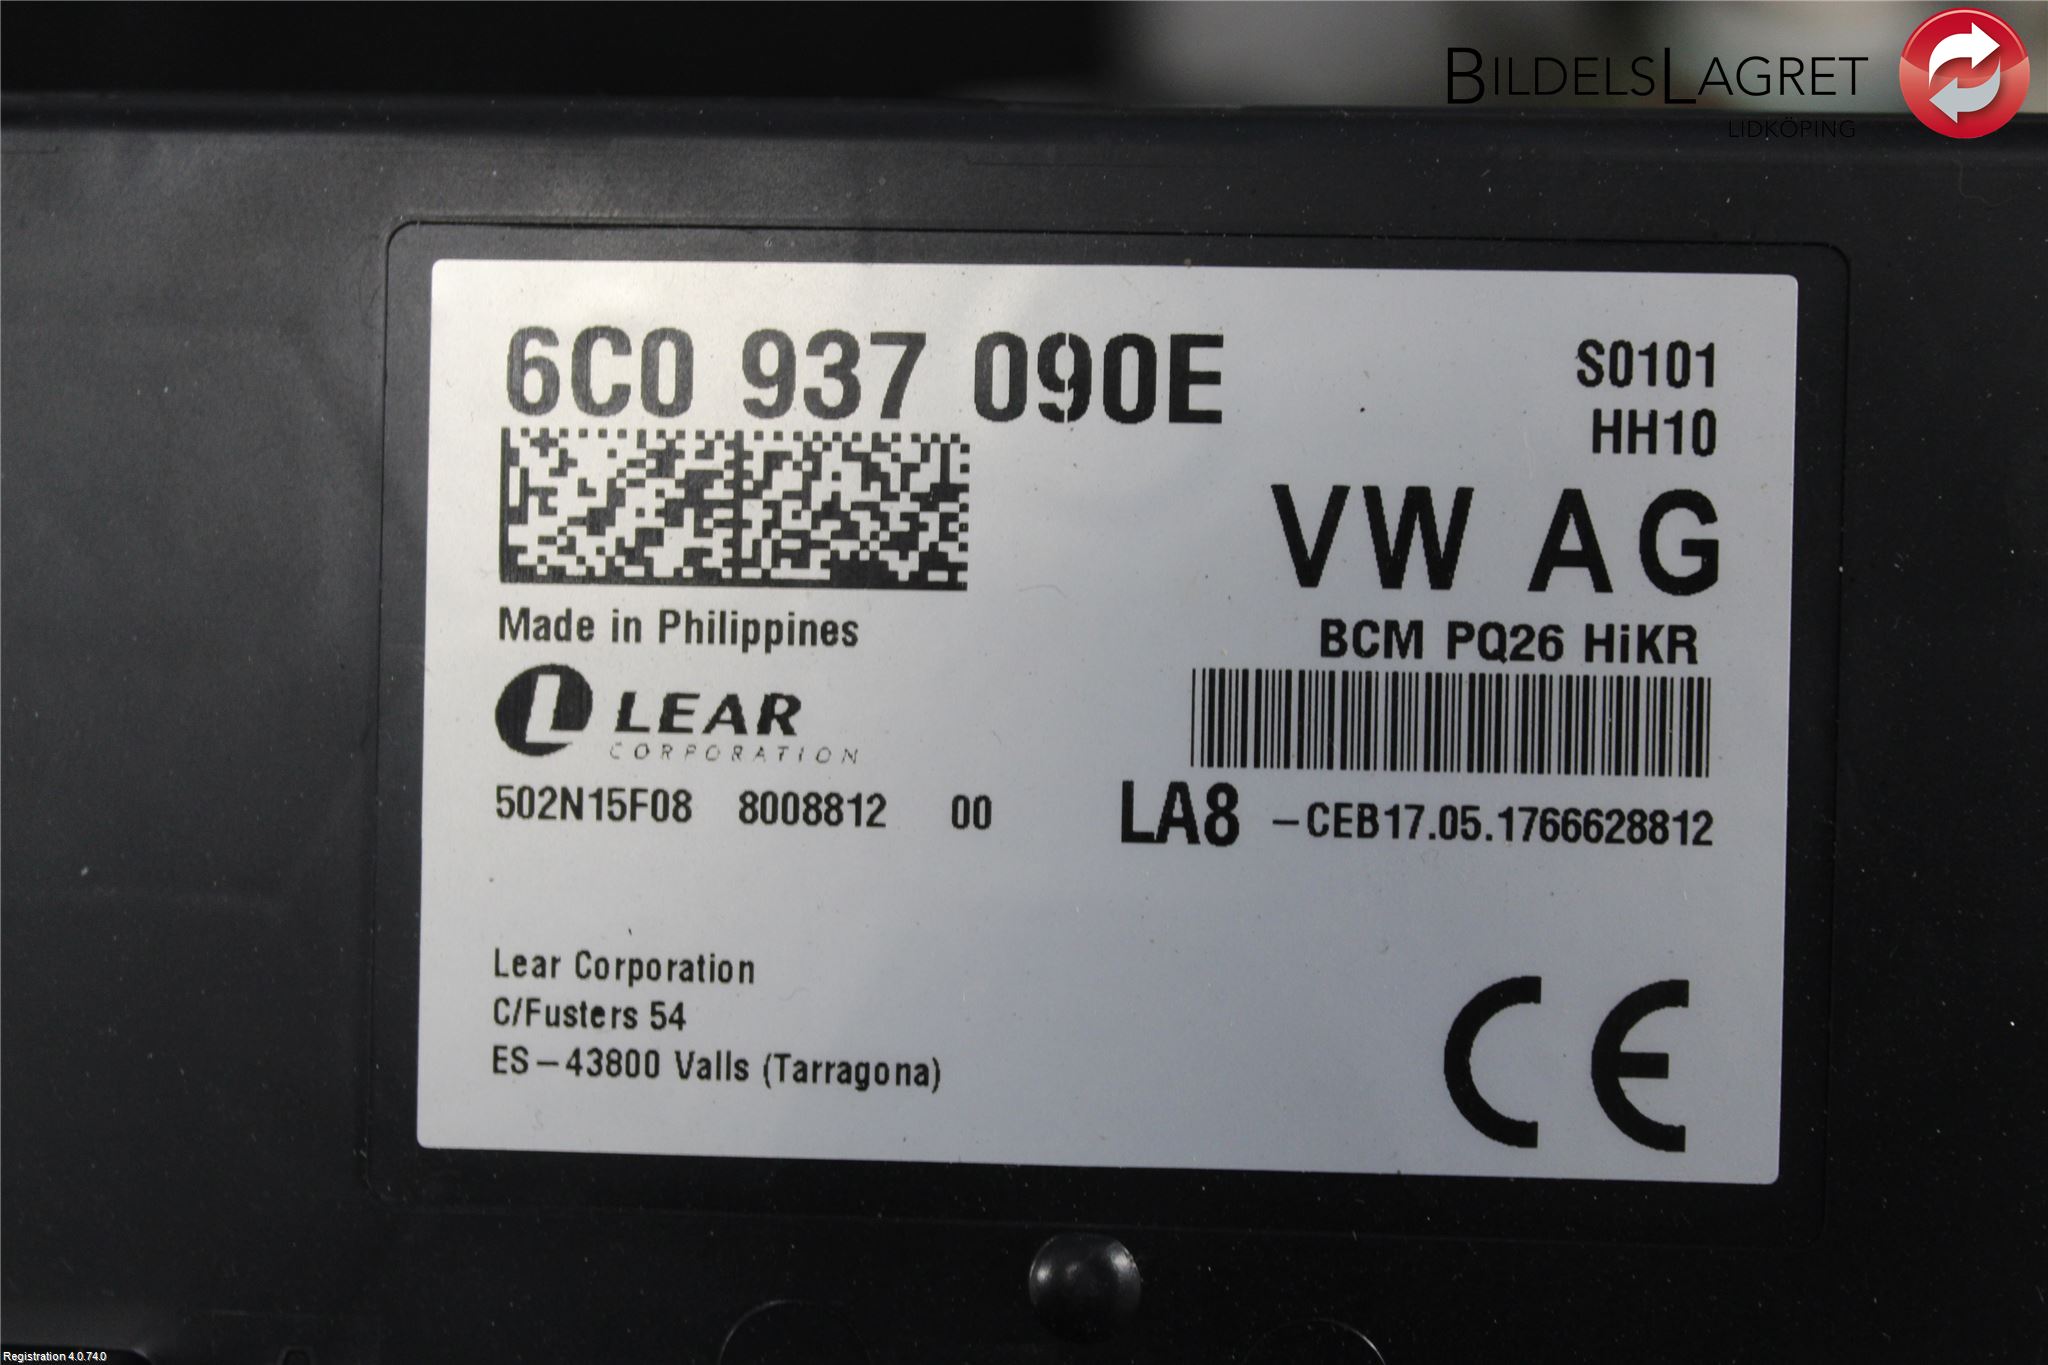 BILDELSLAGRET
LIDKÖPING
6C0 937 090E
S0101
HH10
VW AG
Made in Philippines
BCM PQ26 HiKR
LEAR
CORPORATION
502N15F08 8008812 00
LA8 -CEB17.05.1766628812
Lear Corporation
C/Fusters 54
ES-43800 Valls (Tarragona)
CE
Registration 4.0.74.0